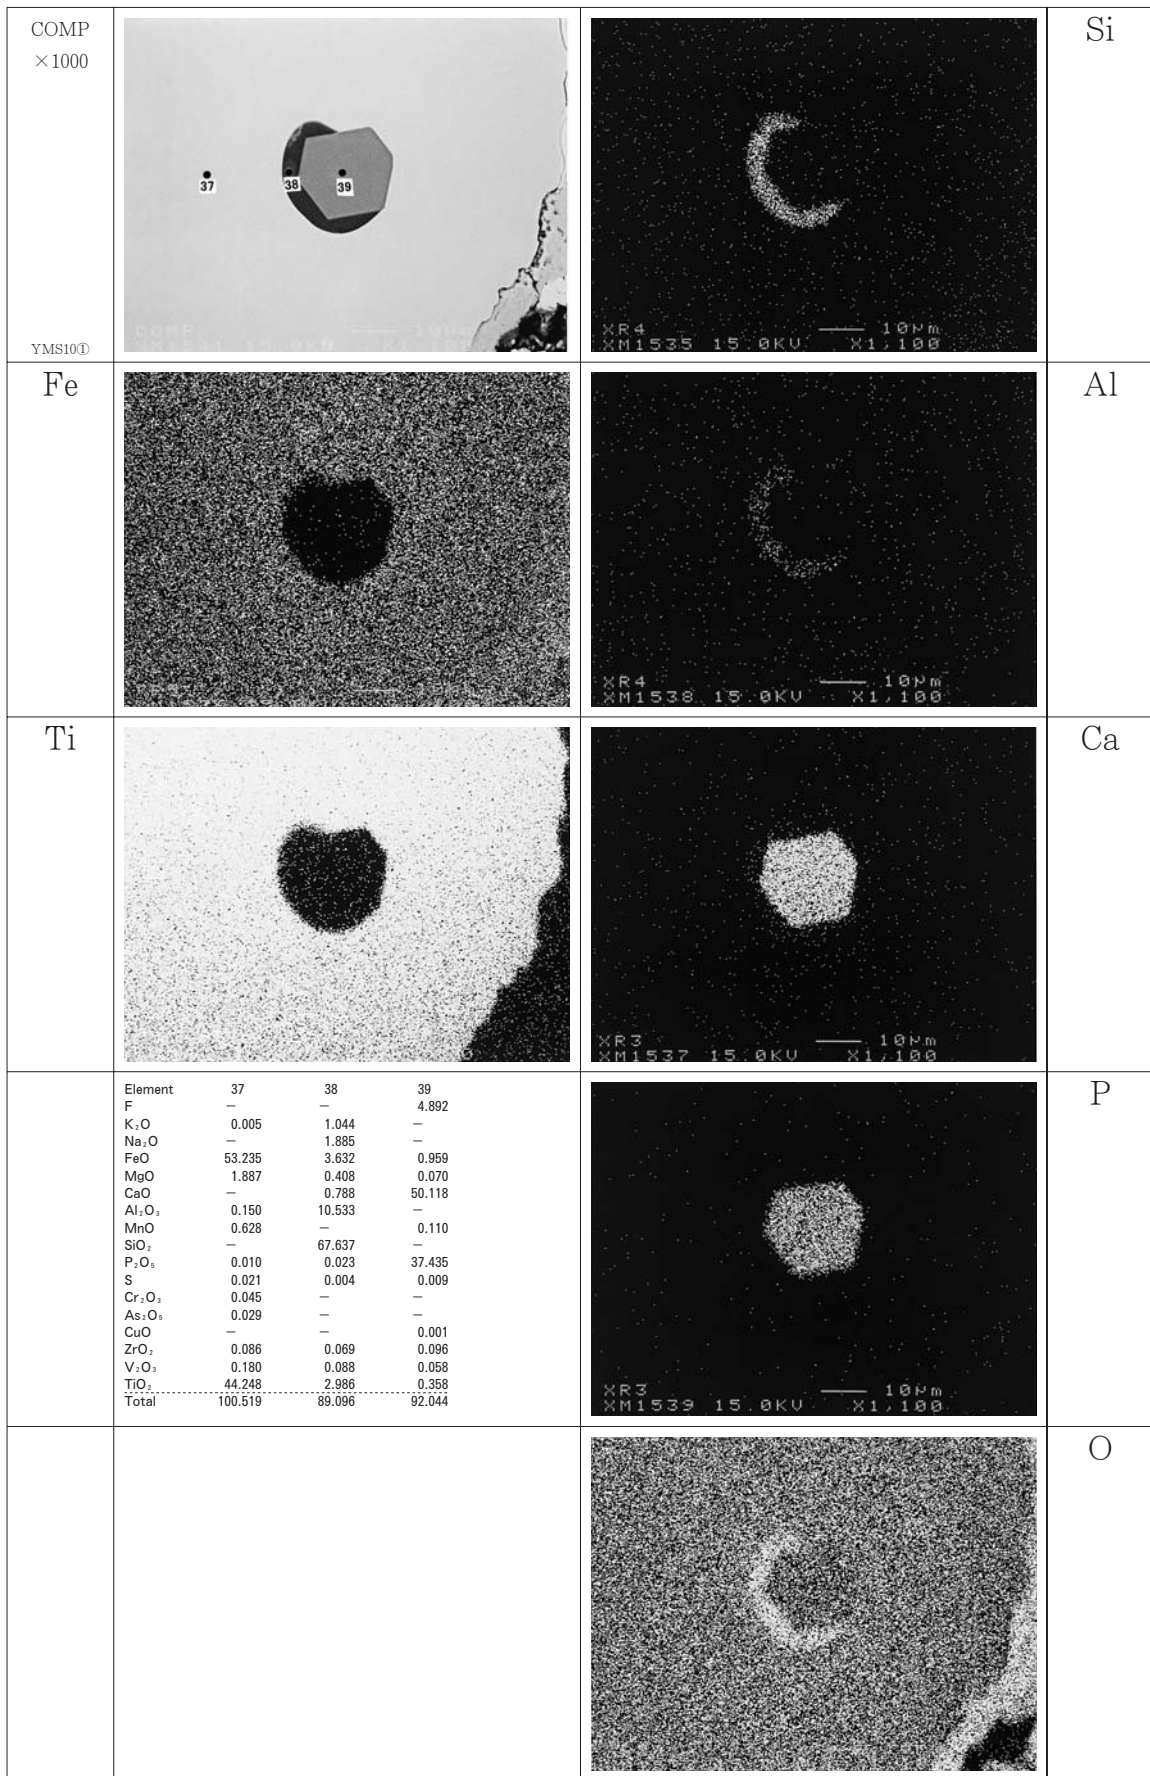 COMP
×1000
YMS10①
37
38
39
COMP
10µm
Si
XR4 10µm
XM1535 15.0KV X1,100
Fe
Al
XR4 10µm
XM1538 15.0KV X1,100
Ti
Ca
XR3 10µm
XM1537 15.0KV X1,100
Element 37 38 39
F — — 4.892
K₂O 0.005 1.044 —
Na₂O — 1.885 —
FeO 53.235 3.632 0.959
MgO 1.887 0.408 0.070
CaO — 0.788 50.118
Al₂O₃ 0.150 10.533 —
MnO 0.628 — 0.110
SiO₂ — 67.637 —
P₂O₅ 0.010 0.023 37.435
S 0.021 0.004 0.009
Cr₂O₃ 0.045 — —
As₂O₅ 0.029 — —
CuO — — 0.001
ZrO₂ 0.086 0.069 0.096
V₂O₃ 0.180 0.088 0.058
TiO₂ 44.248 2.986 0.358
Total 100.519 89.096 92.044
P
XR3 10µm
XM1539 15.0KV X1,100
O